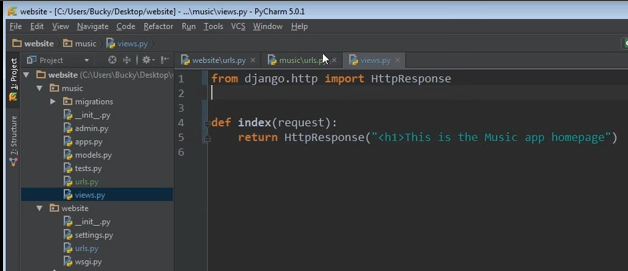 website - [C:/Users/Bucky/Desktop/website] - ...\music\views.py - PyCharm 5.0.1
File Edit View Navigate Code Refactor Run Tools VCS Window Help
website music views.py
1: Project
Project
website\urls.py
music\urls.py
views.py
website (C:\Users\Bucky\Desktop\
music
migrations
__init__.py
admin.py
apps.py
models.py
tests.py
urls.py
views.py
website
__init__.py
settings.py
urls.py
wsgi.py
7: Structure
1 from django.http import HttpResponse
2
3
4 def index(request):
5 return HttpResponse("<h1>This is the Music app homepage")
6